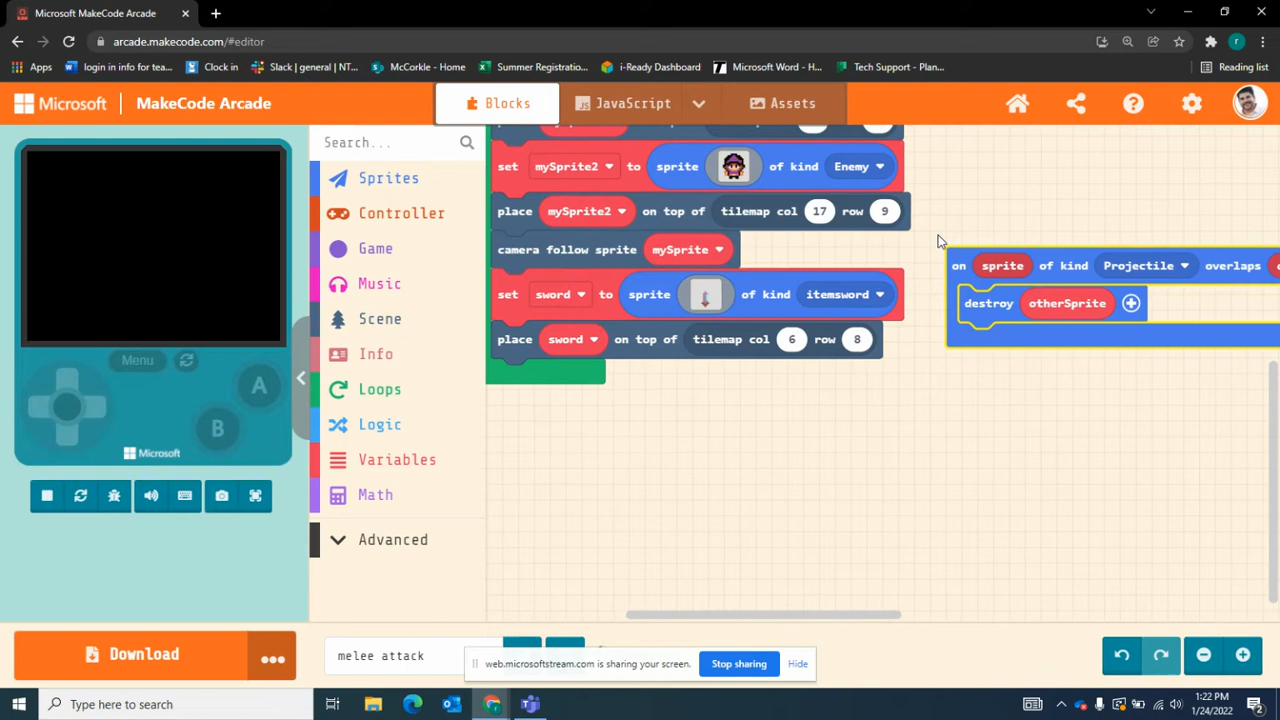 Microsoft MakeCode Arcade
arcade.makecode.com/#editor
Apps
login in info for tea...
Clock in
Slack | general | NT...
McCorkle - Home
Summer Registratio...
i-Ready Dashboard
Microsoft Word - Ha...
Tech Support - Plan...
Reading list
Microsoft
MakeCode Arcade
Blocks
JavaScript
Assets
Search...
Sprites
Controller
Game
Music
Scene
Info
Loops
Logic
Variables
Math
Advanced
Menu
A
B
Microsoft
set mySprite2 to sprite of kind Enemy
place mySprite2 on top of tilemap col 17 row 9
camera follow sprite mySprite
set sword to sprite of kind itemsword
place sword on top of tilemap col 6 row 8
on sprite of kind Projectile overlaps
destroy otherSprite
Download
melee attack
web.microsoftstream.com is sharing your screen.
Stop sharing
Hide
Type here to search
1:22 PM
1/24/2022
2